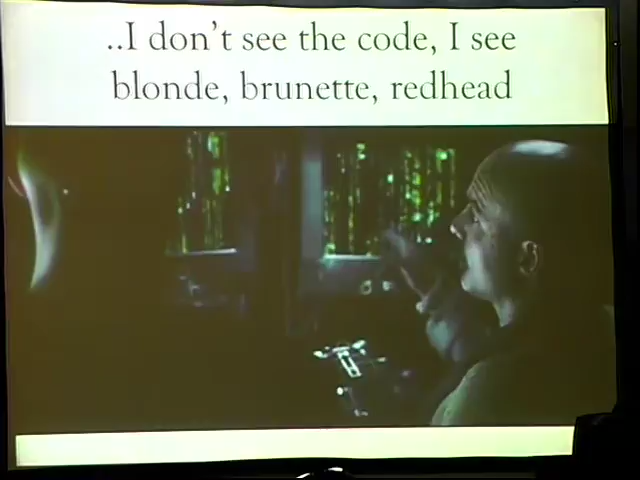 ..I don't see the code, I see
blonde, brunette, redhead